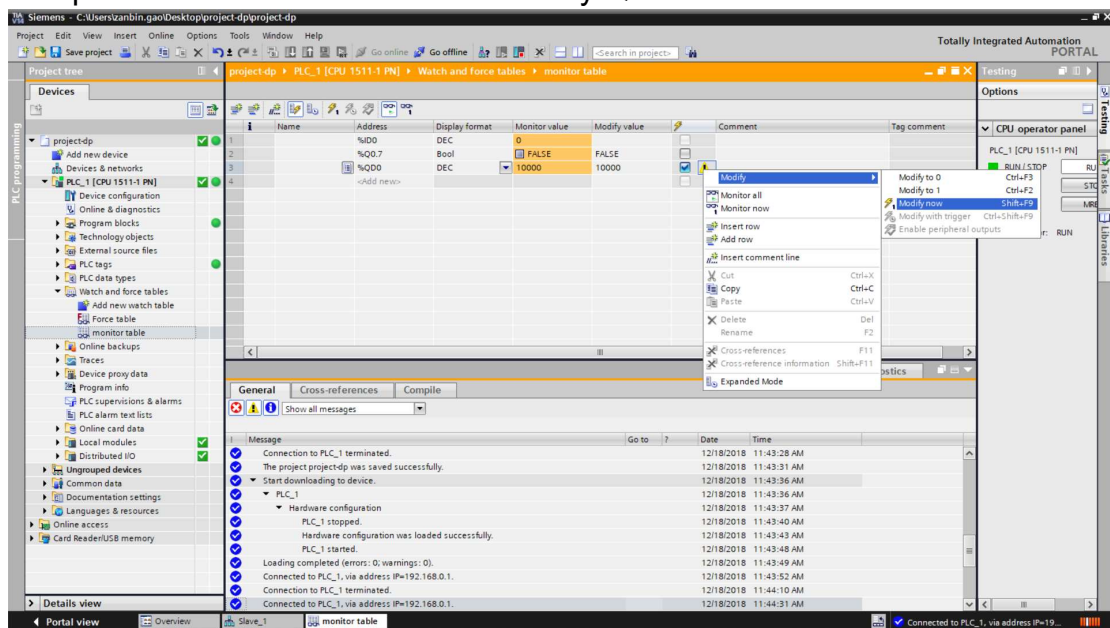 Siemens - C:\Users\zanbin.gao\Desktop\project-dp\project-dp
Project Edit View Insert Online Options Tools Window Help
Totally Integrated Automation
PORTAL
Save project Go online Go offline <Search in project>
Project tree
project-dp ▸ PLC_1 [CPU 1511-1 PN] ▸ Watch and force tables ▸ monitor table
Testing
Devices
Options
i Name Address Display format Monitor value Modify value Comment Tag comment
1 %ID0 DEC 0
2 %Q0.7 Bool FALSE FALSE
3 %QD0 DEC 10000 10000
4 <Add new>
project-dp
Add new device
Devices & networks
PLC_1 [CPU 1511-1 PN]
Device configuration
Online & diagnostics
Program blocks
Technology objects
External source files
PLC tags
PLC data types
Watch and force tables
Add new watch table
Force table
monitor table
Online backups
Traces
Device proxy data
Program info
PLC supervisions & alarms
PLC alarm text lists
Online card data
Local modules
Distributed I/O
Ungrouped devices
Common data
Documentation settings
Languages & resources
Online access
Card Reader/USB memory
Modify
Monitor all
Monitor now
Insert row
Add row
Insert comment line
Cut Ctrl+X
Copy Ctrl+C
Paste Ctrl+V
Delete Del
Rename F2
Cross-references F11
Cross-reference information Shift+F11
Expanded Mode
Modify to 0 Ctrl+F3
Modify to 1 Ctrl+F2
Modify now Shift+F9
Modify with trigger Ctrl+Shift+F9
Enable peripheral outputs
CPU operator panel
PLC_1 [CPU 1511-1 PN]
RUN / STOP RU
STO
MRE
r: RUN
PLC programming
Testing
Tasks
Libraries
ostics
General Cross-references Compile
Show all messages
! Message Go to ? Date Time
Connection to PLC_1 terminated. 12/18/2018 11:43:28 AM
The project project-dp was saved successfully. 12/18/2018 11:43:31 AM
Start downloading to device. 12/18/2018 11:43:36 AM
PLC_1 12/18/2018 11:43:36 AM
Hardware configuration 12/18/2018 11:43:37 AM
PLC_1 stopped. 12/18/2018 11:43:40 AM
Hardware configuration was loaded successfully. 12/18/2018 11:43:43 AM
PLC_1 started. 12/18/2018 11:43:48 AM
Loading completed (errors: 0; warnings: 0). 12/18/2018 11:43:49 AM
Connected to PLC_1, via address IP=192.168.0.1. 12/18/2018 11:43:52 AM
Connection to PLC_1 terminated. 12/18/2018 11:44:10 AM
Connected to PLC_1, via address IP=192.168.0.1. 12/18/2018 11:44:31 AM
Details view
Portal view Overview Slave_1 monitor table Connected to PLC_1, via address IP=19...